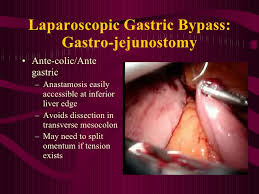 Laparoscopic Gastric Bypass:
Gastro-jejunostomy
• Ante-colic/Ante
gastric
– Anastamosis easily
accessible at inferior
liver edge
– Avoids dissection in
transverse mesocolon
– May need to split
omentum if tension
exists